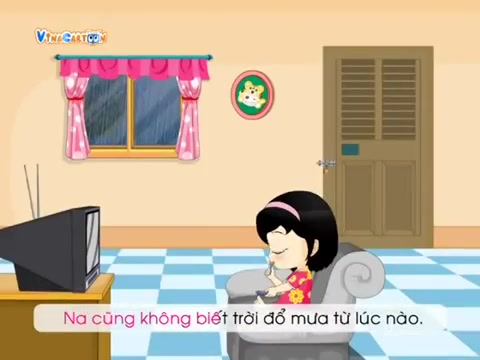 VINACARTOON
Na cũng không biết trời đổ mưa từ lúc nào.